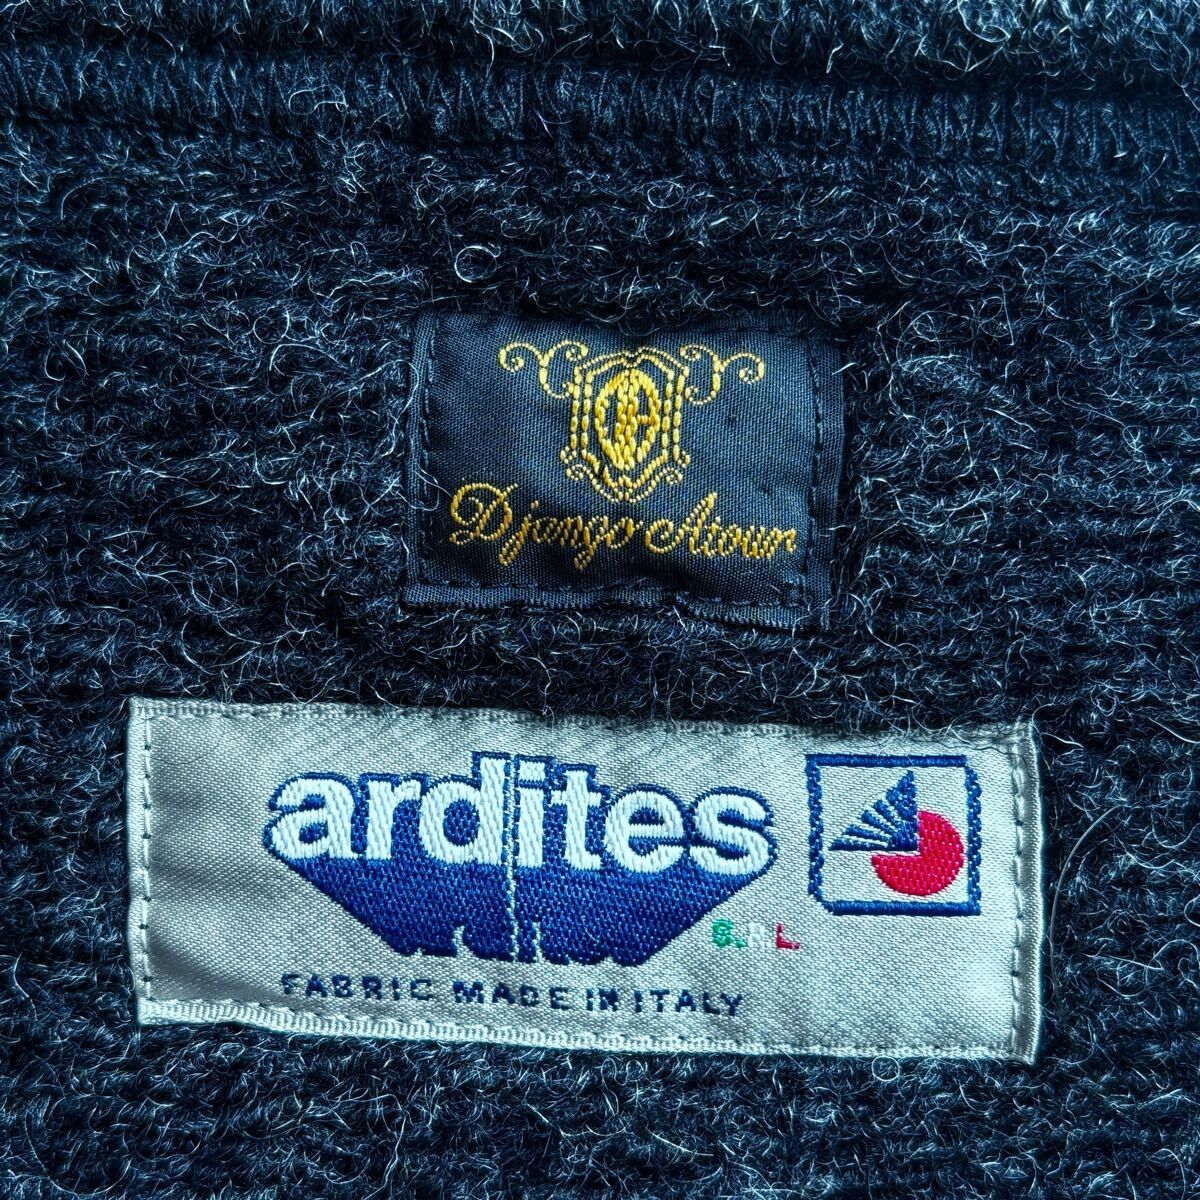 Django Atour
ardites
S.R.L.
FABRIC MADE IN ITALY